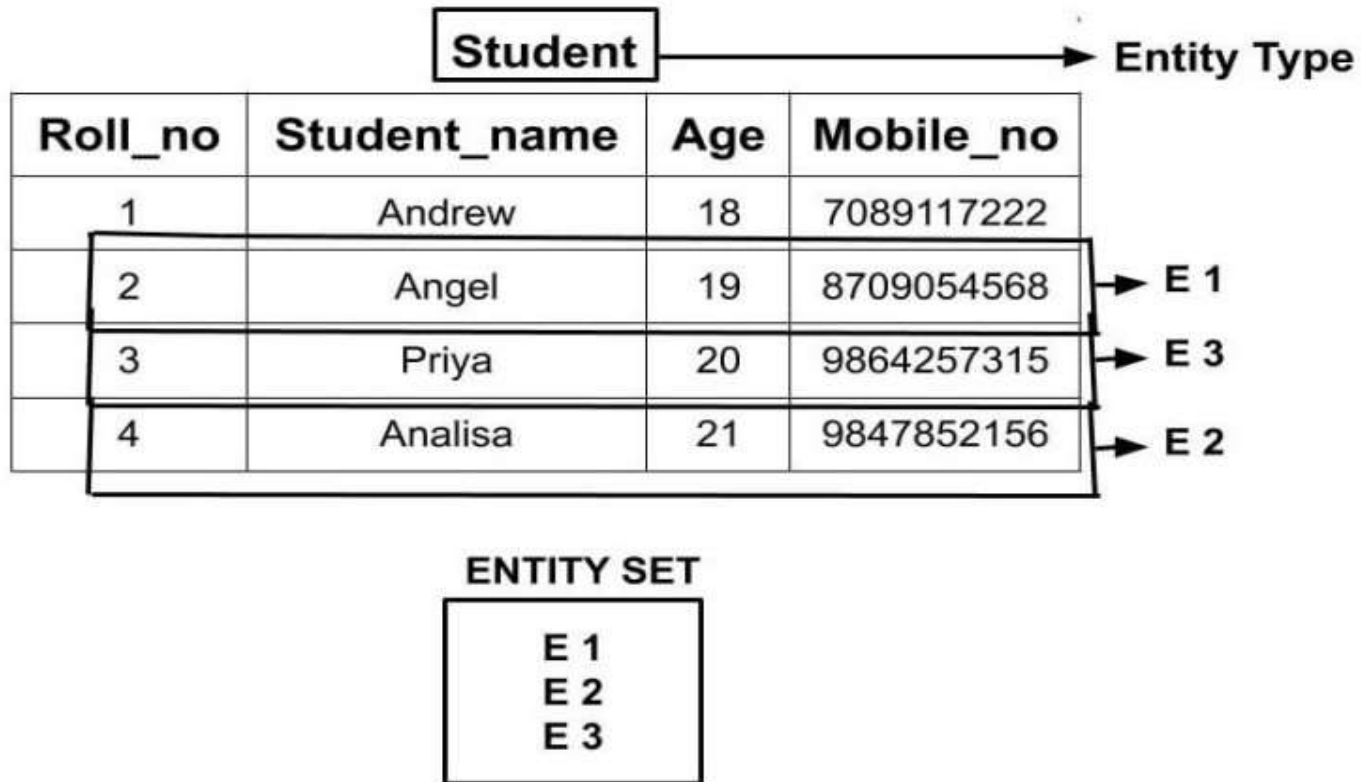 Student Entity Type
Roll_no Student_name Age Mobile_no
1 Andrew 18 7089117222
2 Angel 19 8709054568 E 1
3 Priya 20 9864257315 E 3
4 Analisa 21 9847852156 E 2
ENTITY SET
E 1
E 2
E 3